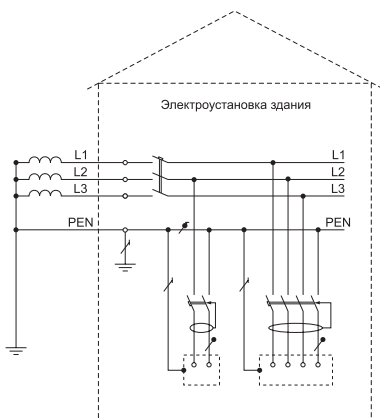 Электроустановка здания
L1 L1
L2 L2
L3 L3
PEN PEN